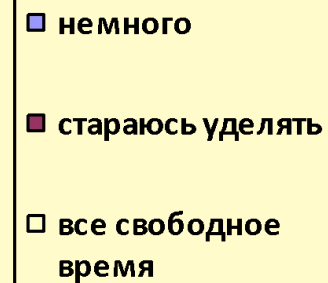 немного
стараюсь уделять
все свободное
время